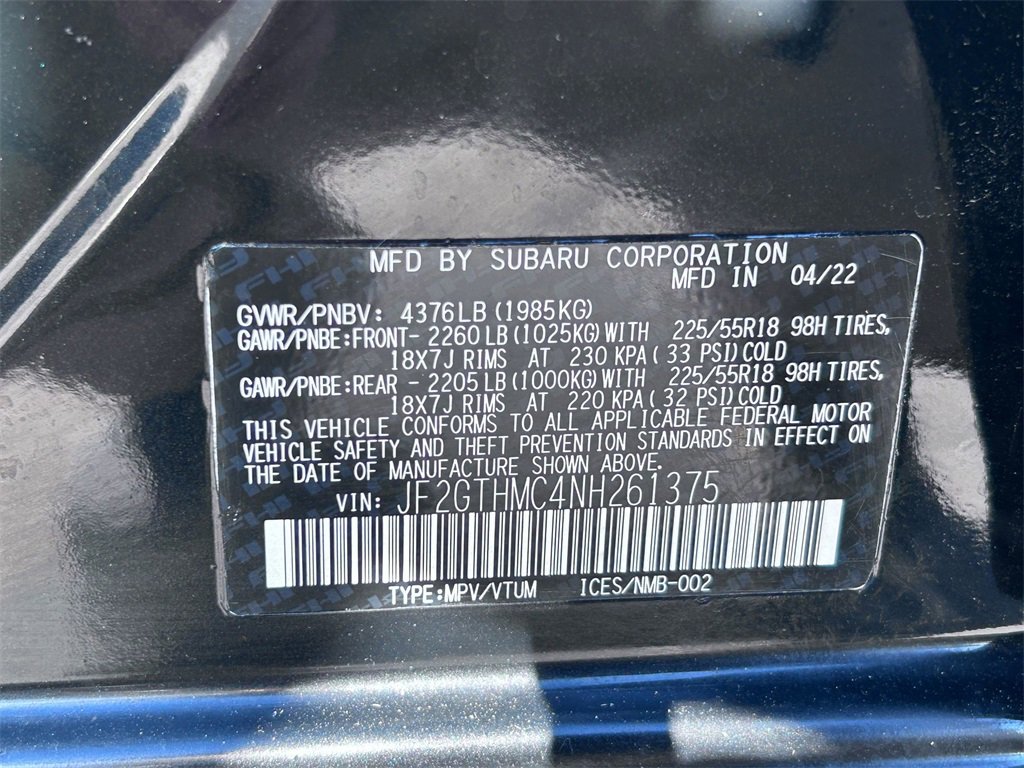 MFD BY SUBARU CORPORATION
MFD IN 04/22
GVWR/PNBV: 4376LB(1985KG)
GAWR/PNBE:FRONT- 2260LB(1025KG)WITH 225/55R18 98H TIRES,
18X7J RIMS AT 230 KPA( 33 PSI)COLD
GAWR/PNBE:REAR - 2205LB(1000KG)WITH 225/55R18 98H TIRES,
18X7J RIMS AT 220 KPA( 32 PSI)COLD
THIS VEHICLE CONFORMS TO ALL APPLICABLE FEDERAL MOTOR
VEHICLE SAFETY AND THEFT PREVENTION STANDARDS IN EFFECT ON
THE DATE OF MANUFACTURE SHOWN ABOVE.
VIN: JF2GTHMC4NH261375
TYPE:MPV/VTUM ICES/NMB-002